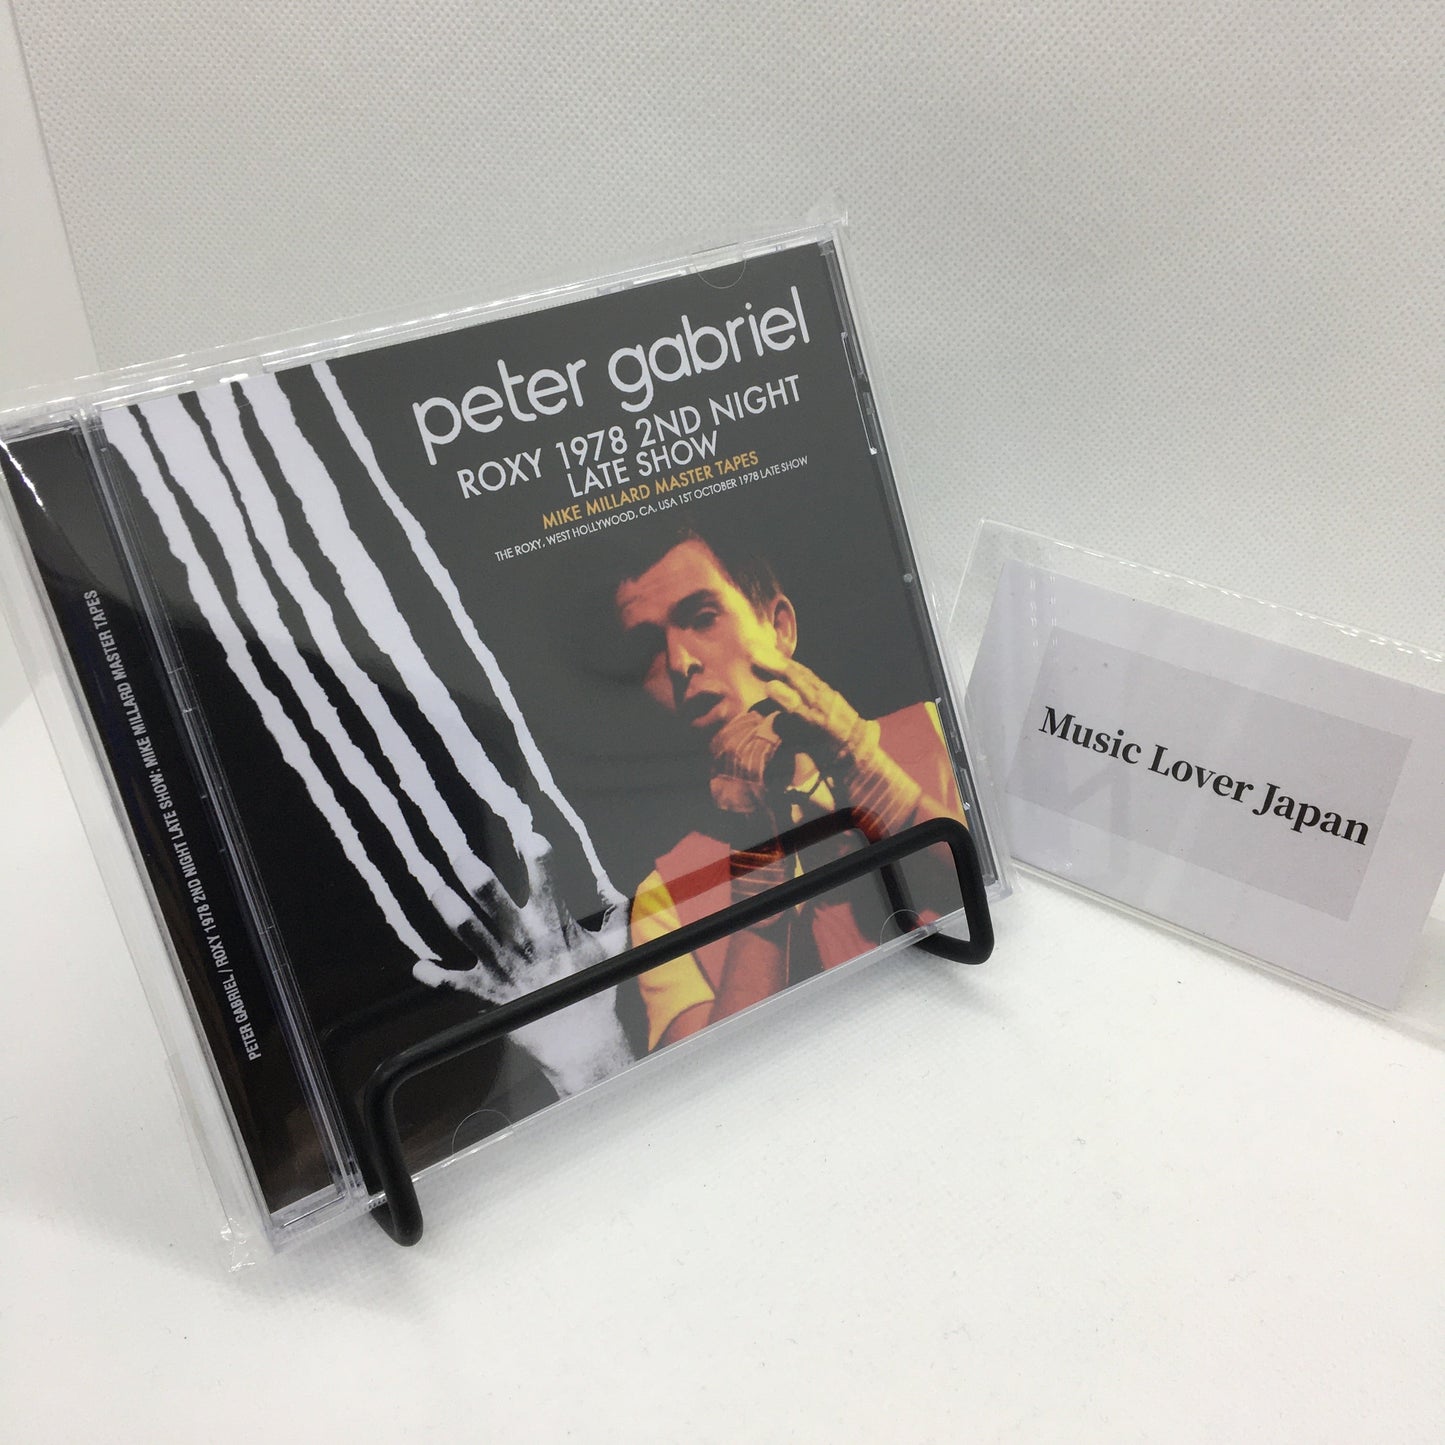 peter gabriel
ROXY 1978 2ND NIGHT
LATE SHOW
MIKE MILLARD MASTER TAPES
THE ROXY, WEST HOLLYWOOD, CA, USA 1ST OCTOBER 1978 LATE SHOW
PETER GABRIEL / ROXY 1978 2ND NIGHT LATE SHOW: MIKE MILLARD MASTER TAPES
Music Lover Japan